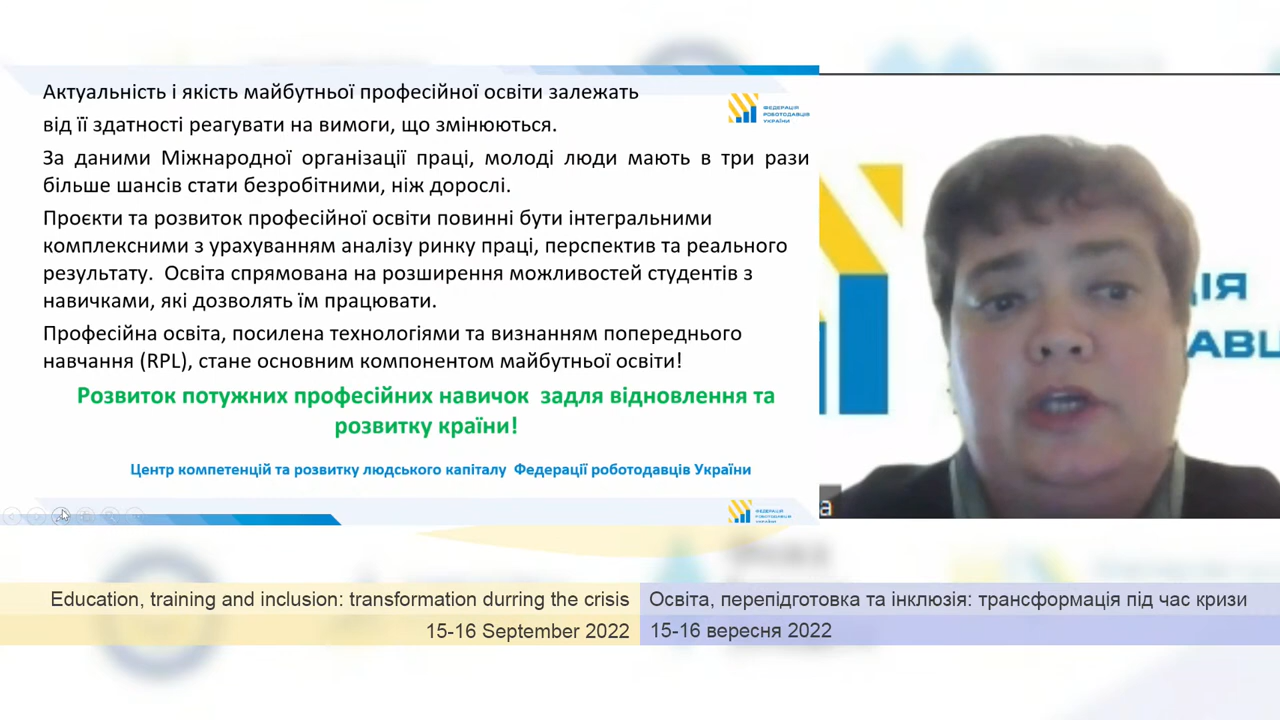 Актуальність і якість майбутньої професійної освіти залежать
від її здатності реагувати на вимоги, що змінюються.
За даними Міжнародної організації праці, молоді люди мають в три рази
більше шансів стати безробітними, ніж дорослі.
Проєкти та розвиток професійної освіти повинні бути інтегральними
комплексними з урахуванням аналізу ринку праці, перспектив та реального
результату. Освіта спрямована на розширення можливостей студентів з
навичками, які дозволять їм працювати.
Професійна освіта, посилена технологіями та визнанням попереднього
навчання (RPL), стане основним компонентом майбутньої освіти!
Розвиток потужних професійних навичок задля відновлення та
розвитку країни!
Центр компетенцій та розвитку людського капіталу Федерації роботодавців України
ФЕДЕРАЦІЯ
РОБОТОДАВЦІВ
УКРАЇНИ
ФЕДЕРАЦІЯ
РОБОТОДАВЦІВ
УКРАЇНИ
ІЯ
АВЦ
а
Education, training and inclusion: transformation durring the crisis
15-16 September 2022
Освіта, перепідготовка та інклюзія: трансформація під час кризи
15-16 вересня 2022